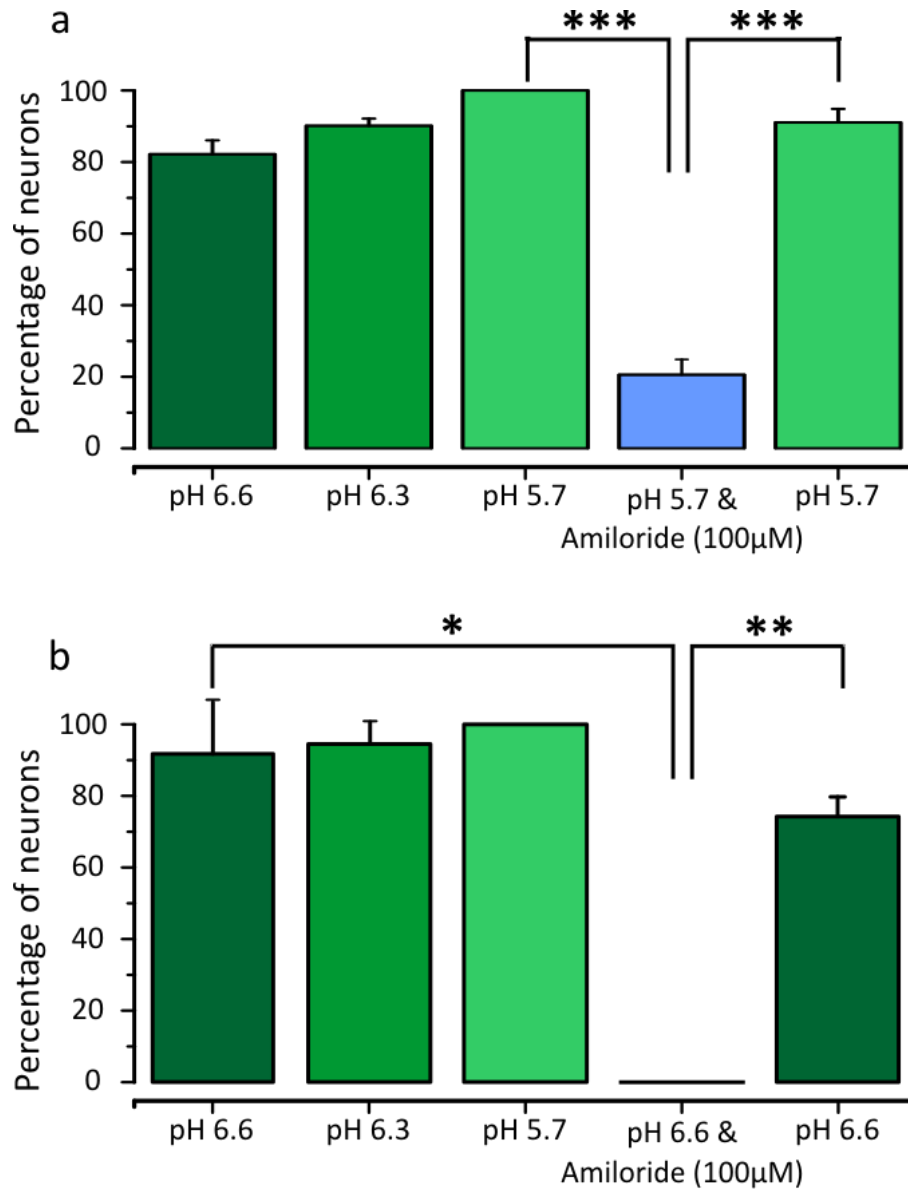 a
*** ***
Percentage of neurons
100
80
60
40
20
0
pH 6.6 pH 6.3 pH 5.7 pH 5.7 & pH 5.7
Amiloride (100µM)
b
* **
Percentage of neurons
100
80
60
40
20
0
pH 6.6 pH 6.3 pH 5.7 pH 6.6 & pH 6.6
Amiloride (100µM)